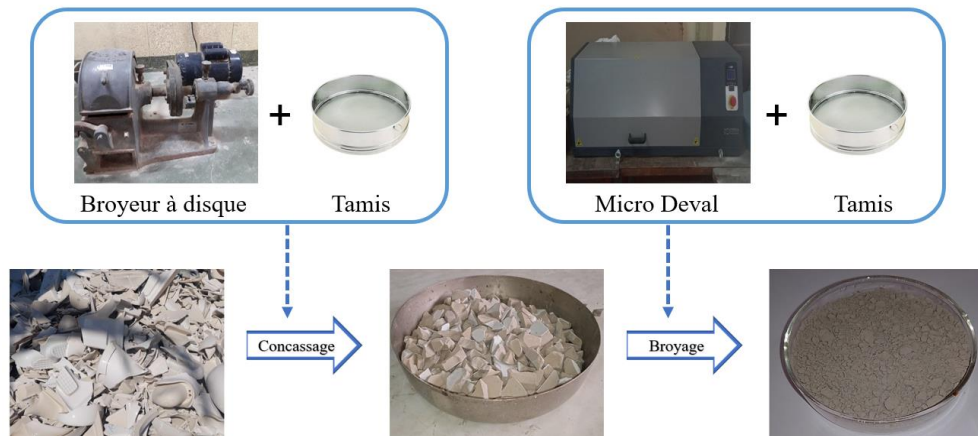 +
+
Broyeur à disque
Tamis
Micro Deval
Tamis
Concassage
Broyage